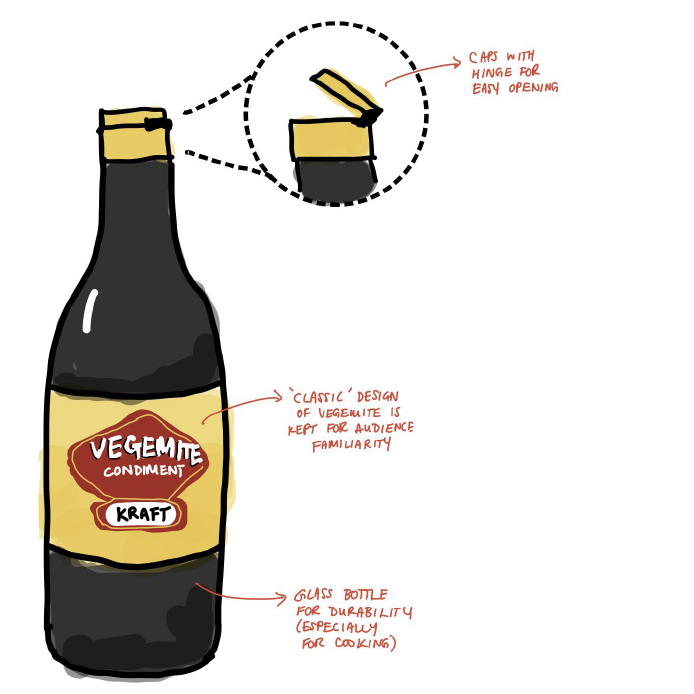 CAPS WITH
HINGE FOR
EASY OPENING
'CLASSIC' DESIGN
OF VEGEMITE IS
KEPT FOR AUDIENCE
FAMILIARITY
VEGEMITE
CONDIMENT
KRAFT
GLASS BOTTLE
FOR DURABILITY
(ESPECIALLY
FOR COOKING)